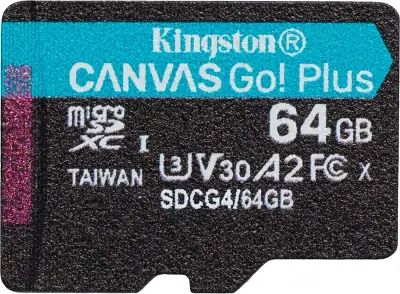 Kingston®
CANVAS Go! Plus
micro SD XC I
64GB
TAIWAN
U3 V30 A2 FC X
SDCG4/64GB